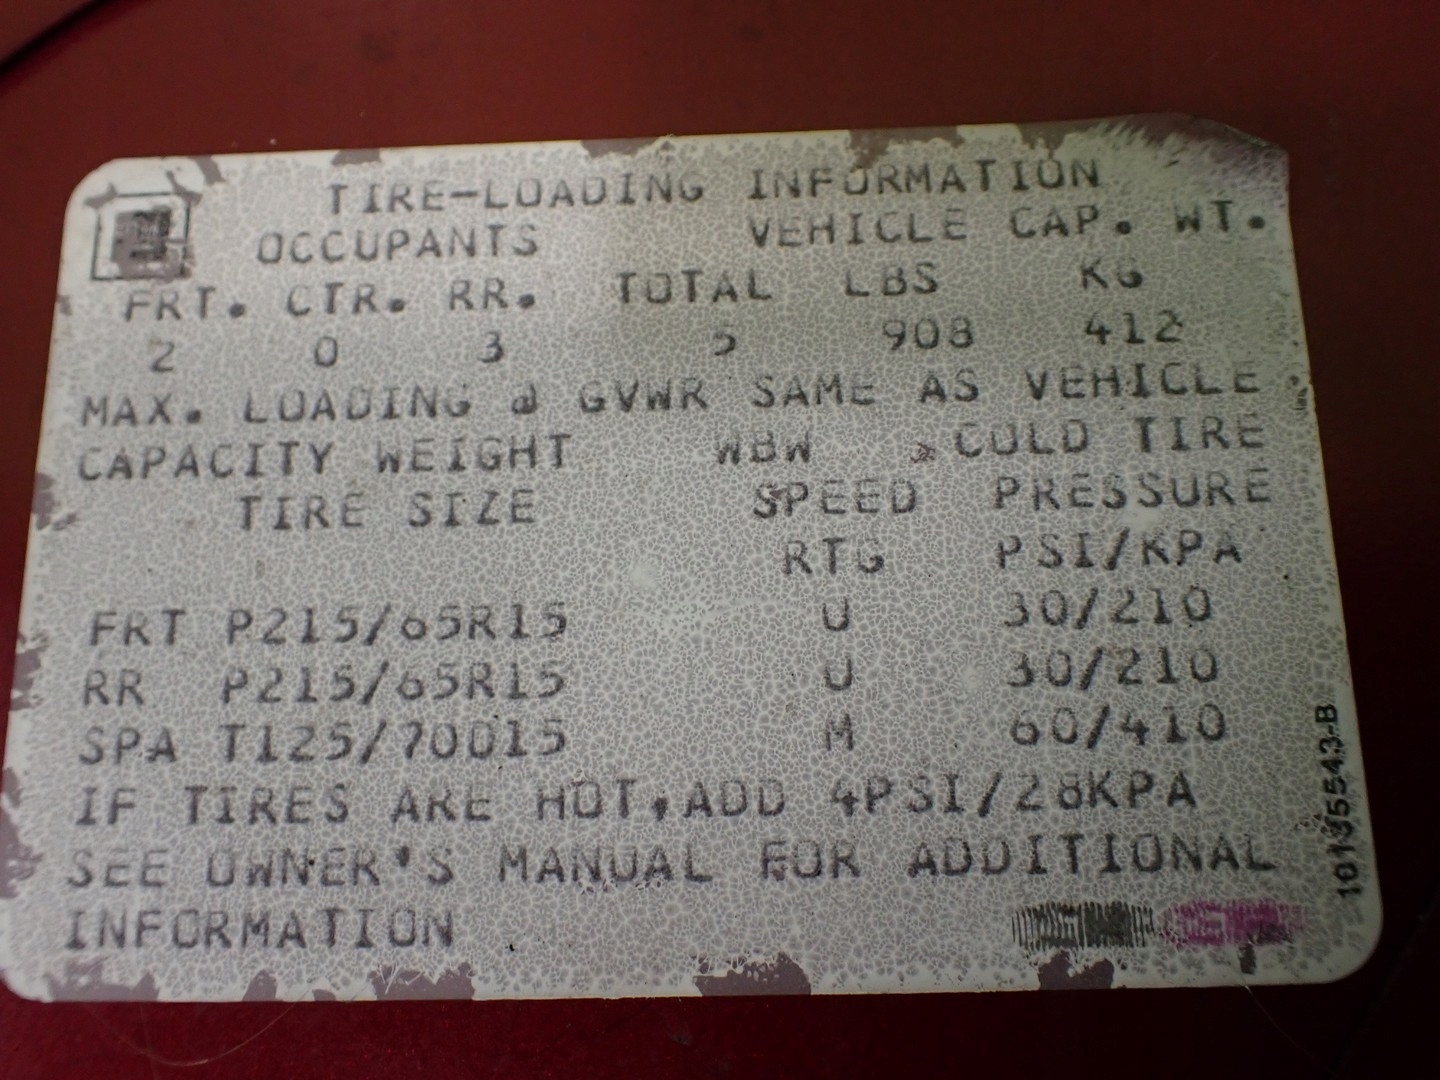 TIRE-LOADING INFORMATION
OCCUPANTS VEHICLE CAP. WT.
FRT. CTR. RR. TOTAL LBS KG
2 0 3 5 908 412
MAX. LOADING @ GVWR SAME AS VEHICLE
CAPACITY WEIGHT WBW COLD TIRE
TIRE SIZE SPEED PRESSURE
RTG PSI/KPA
FRT P215/65R15 U 30/210
RR P215/65R15 U 30/210
SPA T125/70D15 M 60/410
IF TIRES ARE HOT, ADD 4PSI/28KPA
SEE OWNER'S MANUAL FOR ADDITIONAL
INFORMATION
10135543-B